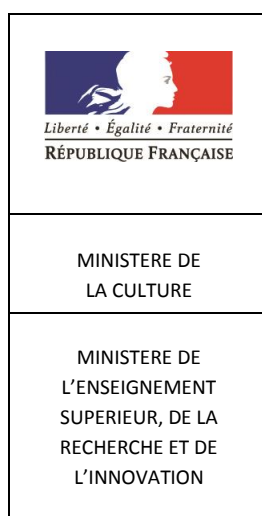 Liberté • Égalité • Fraternité
RÉPUBLIQUE FRANÇAISE
MINISTERE DE
LA CULTURE
MINISTERE DE
L’ENSEIGNEMENT
SUPERIEUR, DE LA
RECHERCHE ET DE
L’INNOVATION